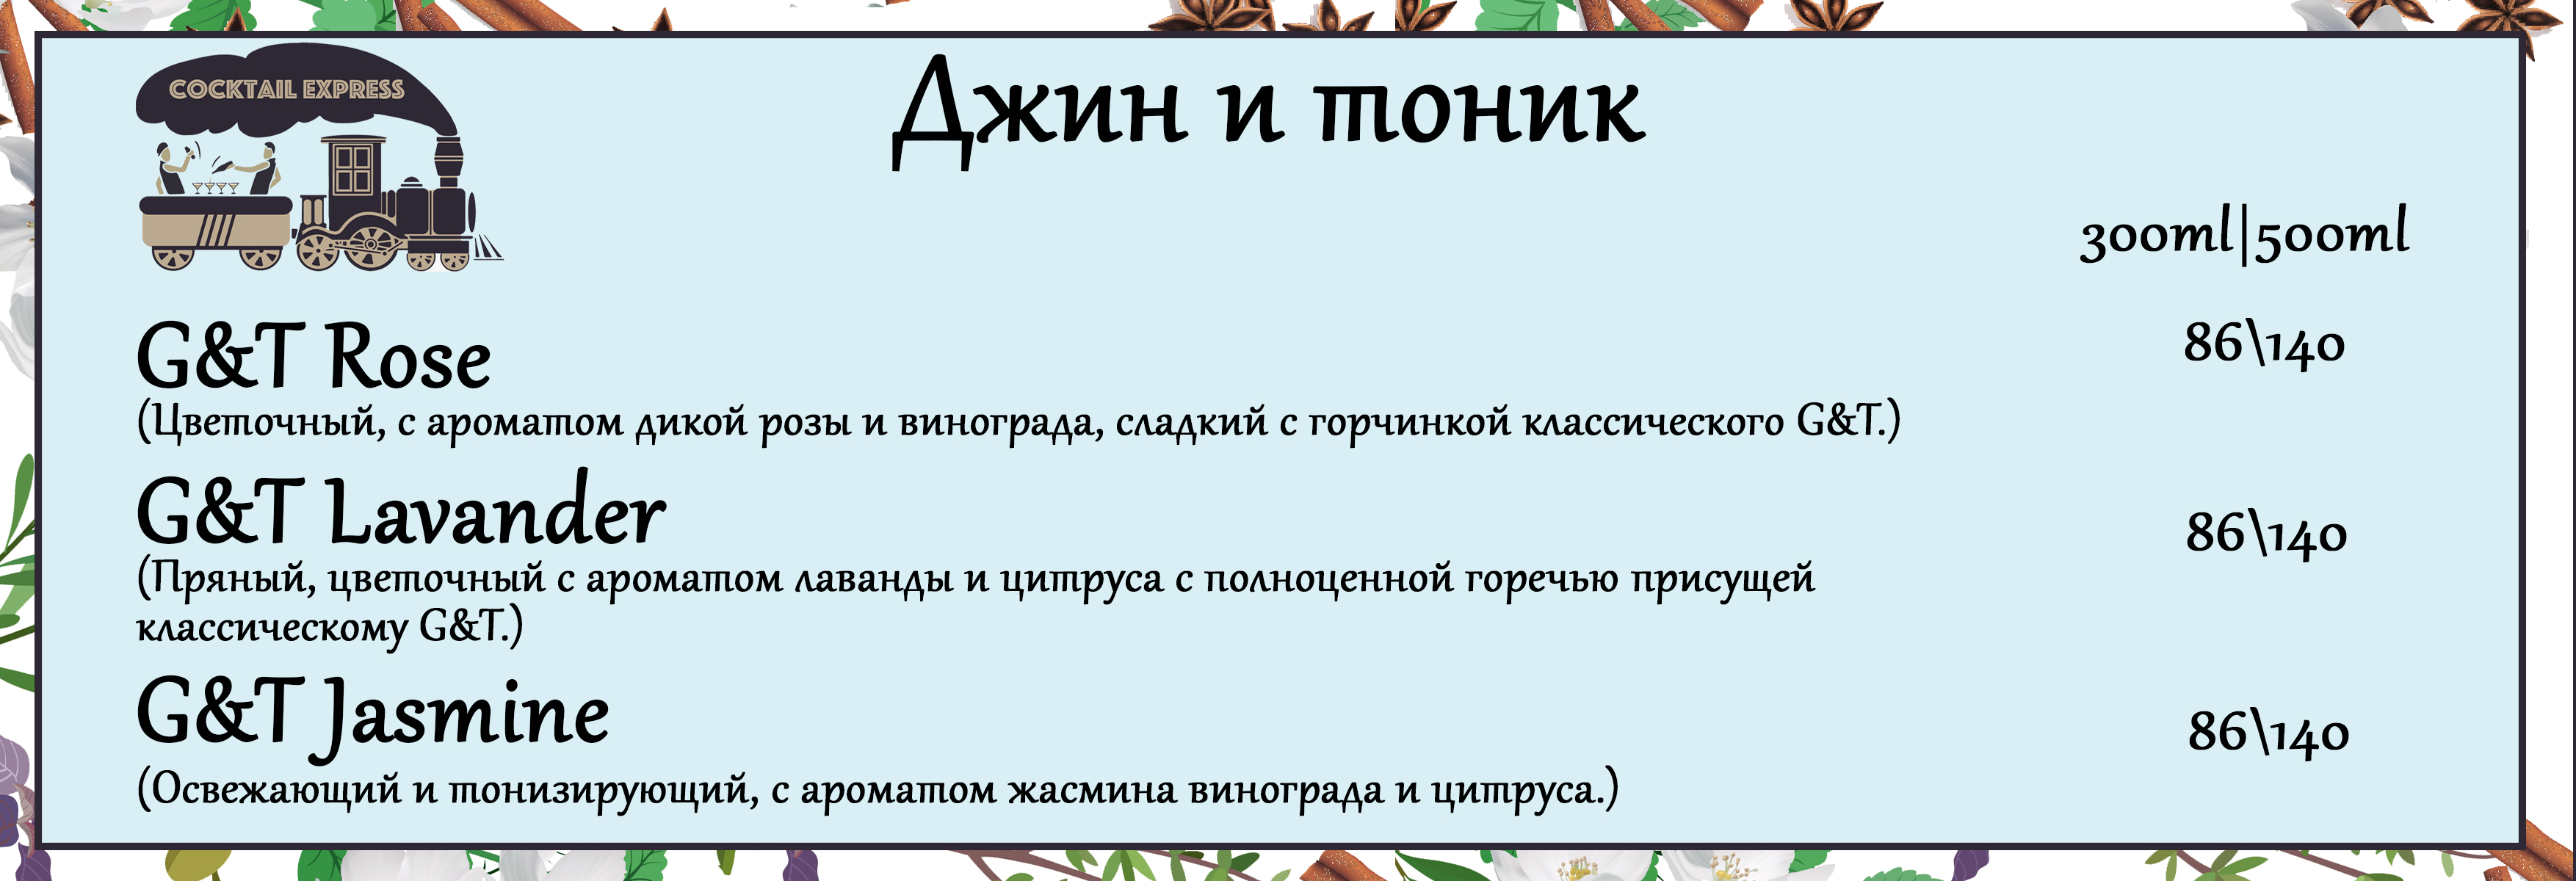 COCKTAIL EXPRESS
Джин и тоник
300ml|500ml
G&T Rose
86\140
(Цветочный, с ароматом дикой розы и винограда, сладкий с горчинкой классического G&T.)
G&T Lavander
86\140
(Пряный, цветочный с ароматом лаванды и цитруса с полноценной горечью присущей
классическому G&T.)
G&T Jasmine
86\140
(Освежающий и тонизирующий, с ароматом жасмина винограда и цитруса.)